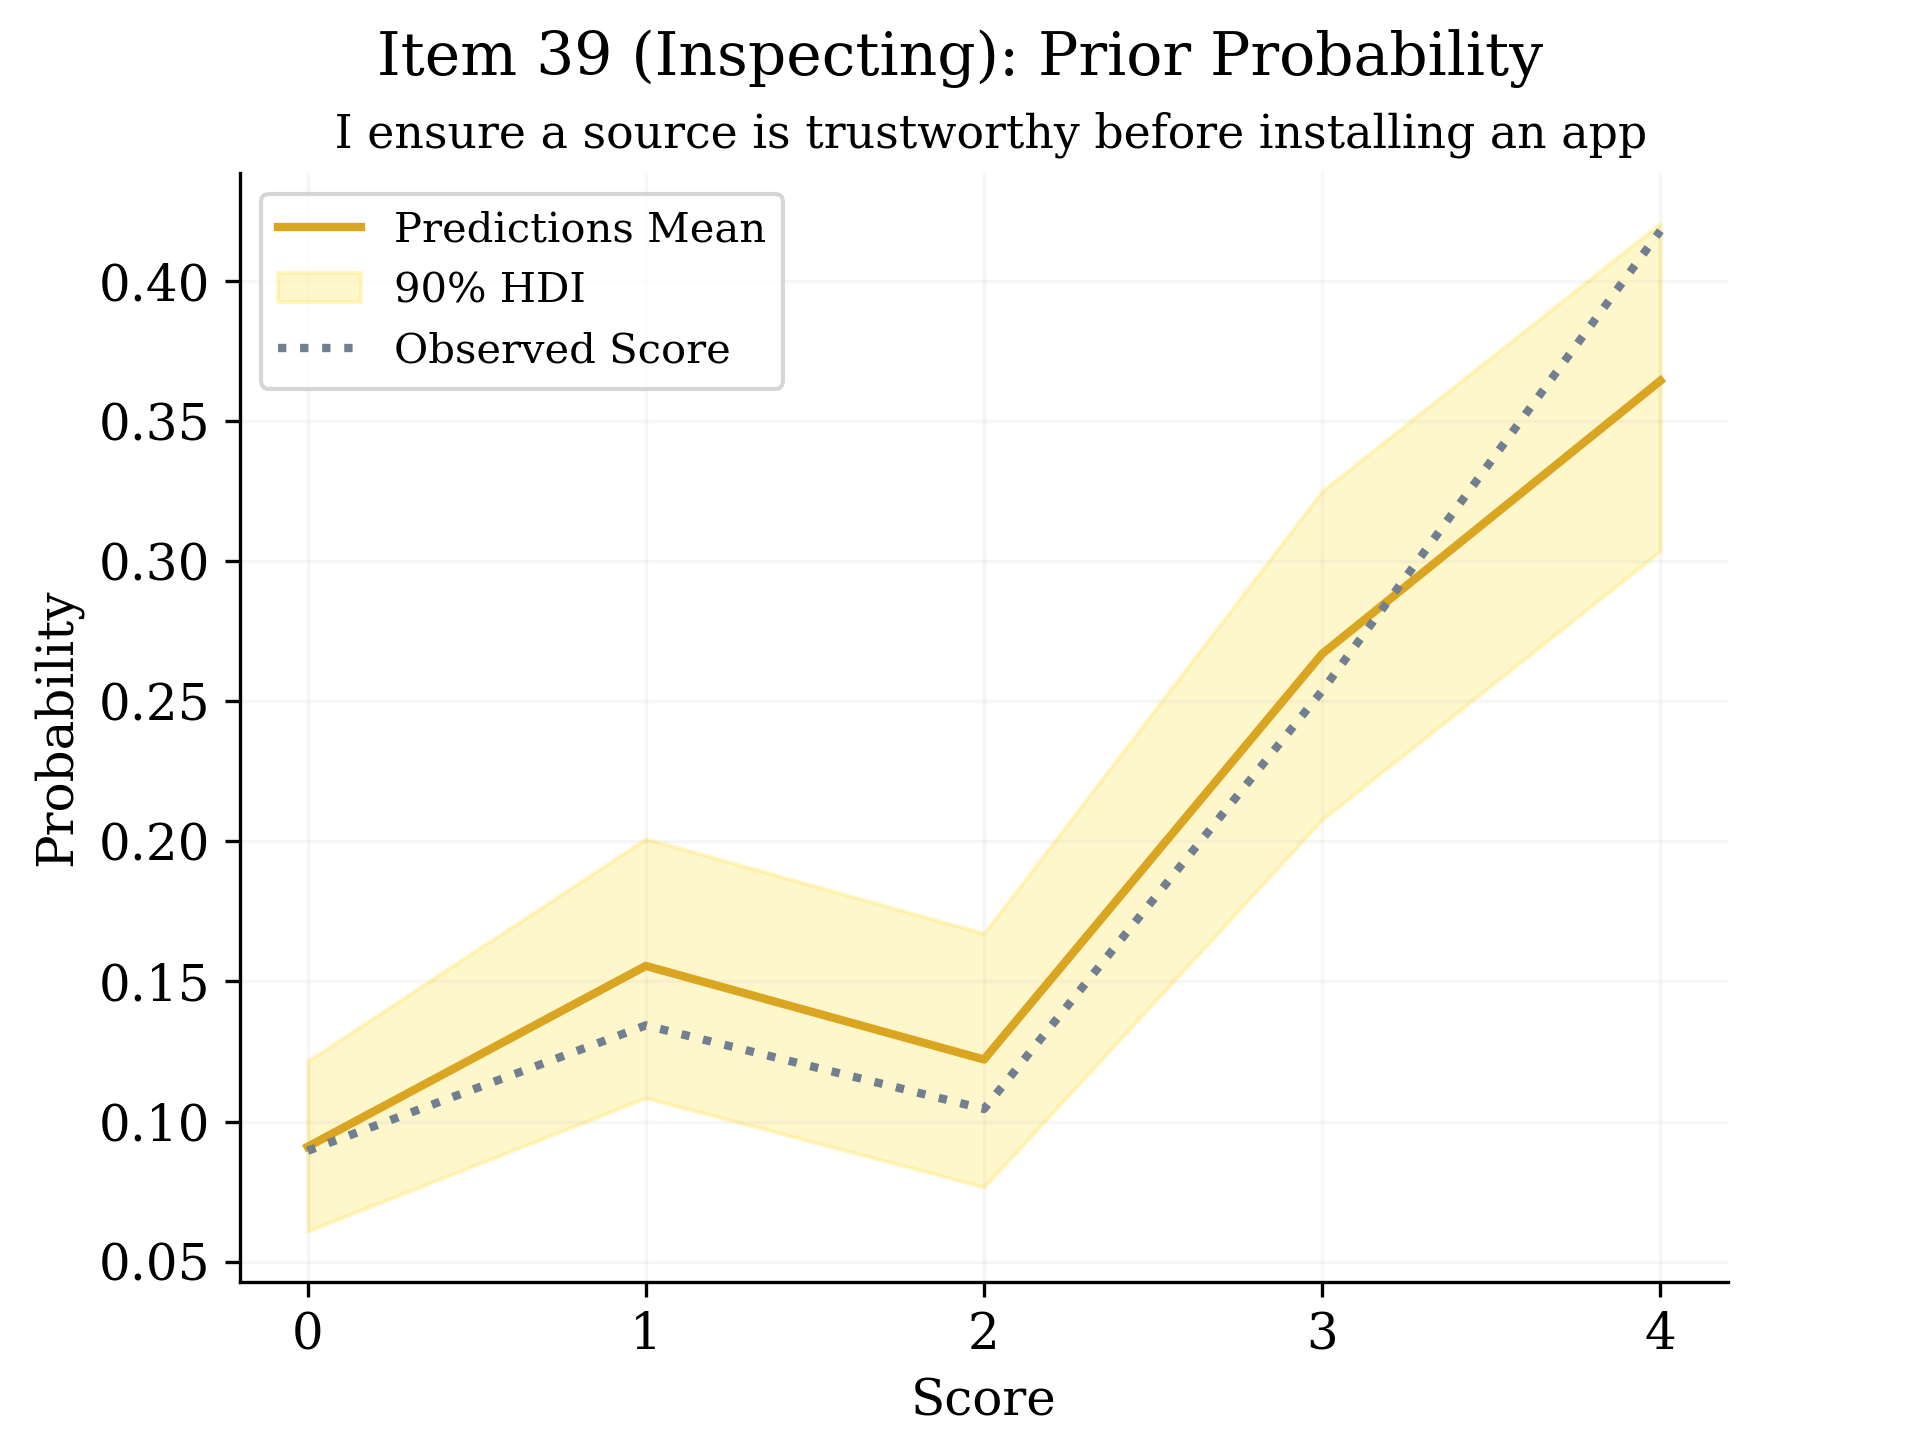 Item 39 (Inspecting): Prior Probability
I ensure a source is trustworthy before installing an app
Predictions Mean
90% HDI
Observed Score
0.40
0.35
0.30
0.25
0.20
0.15
0.10
0.05
Probability
0 1 2 3 4
Score